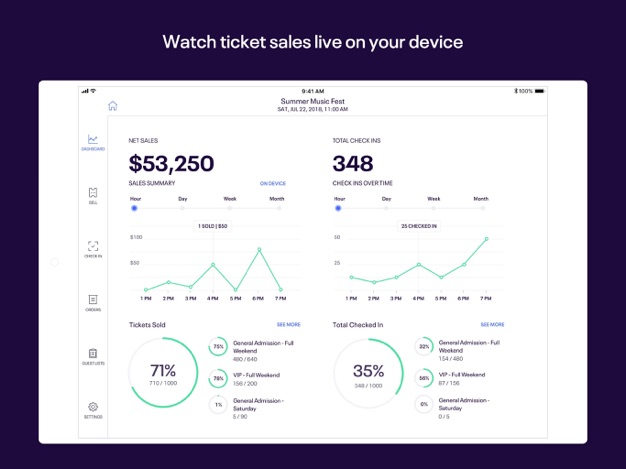 Watch ticket sales live on your device
9:41 AM
100%
Summer Music Fest
SAT, JUL 22, 2018, 11:00 AM
DASHBOARD
SELL
CHECK IN
ORDERS
GUEST LISTS
SETTINGS
NET SALES
$53,250
SALES SUMMARY
ON DEVICE
Hour Day Week Month
1 SOLD | $50
$100
$50
1 PM 2 PM 3 PM 4 PM 5 PM 6 PM 7 PM
TOTAL CHECK INS
348
CHECK INS OVER TIME
Hour Day Week Month
25 CHECKED IN
50
25
1 PM 2 PM 3 PM 4 PM 5 PM 6 PM 7 PM
Tickets Sold
SEE MORE
71%
710 / 1000
75%
General Admission - Full
Weekend
480 / 640
78%
VIP - Full Weekend
156 / 200
1%
General Admission -
Saturday
5 / 90
Total Checked In
SEE MORE
35%
348 / 1000
32%
General Admission - Full
Weekend
154 / 480
56%
VIP - Full Weekend
87 / 156
0%
General Admission -
Saturday
0 / 5